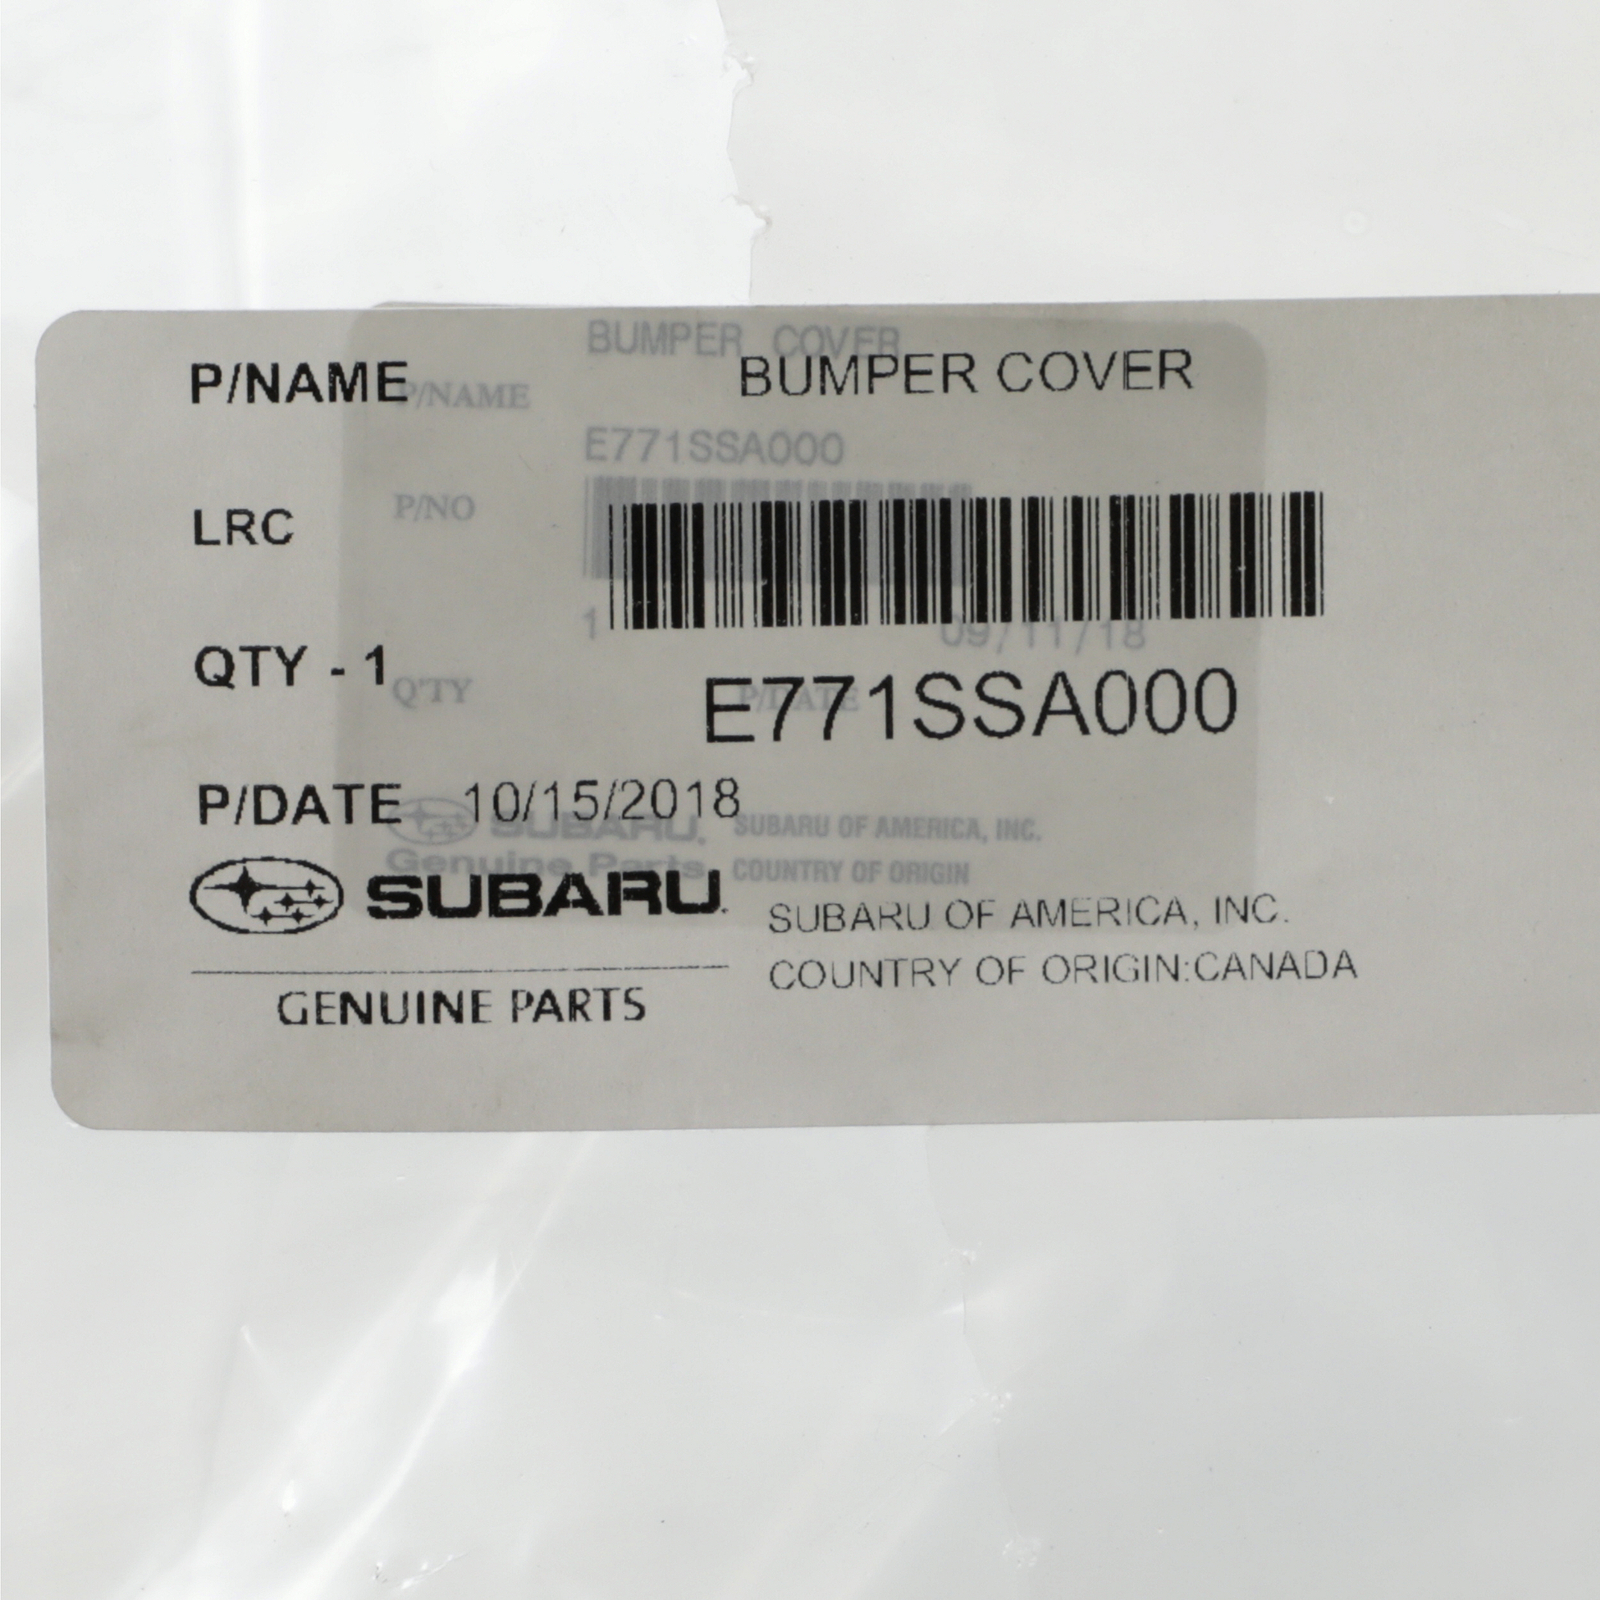 BUMPER COVER
P/NAME BUMPER COVER
P/NAME
E771SSA000
P/NO
LRC
1 09/11/18
QTY - 1
Q'TY P/DATE
E771SSA000
P/DATE 10/15/2018
SUBARU. SUBARU OF AMERICA, INC.
Genuine Parts COUNTRY OF ORIGIN
SUBARU.
SUBARU OF AMERICA, INC.
COUNTRY OF ORIGIN:CANADA
GENUINE PARTS